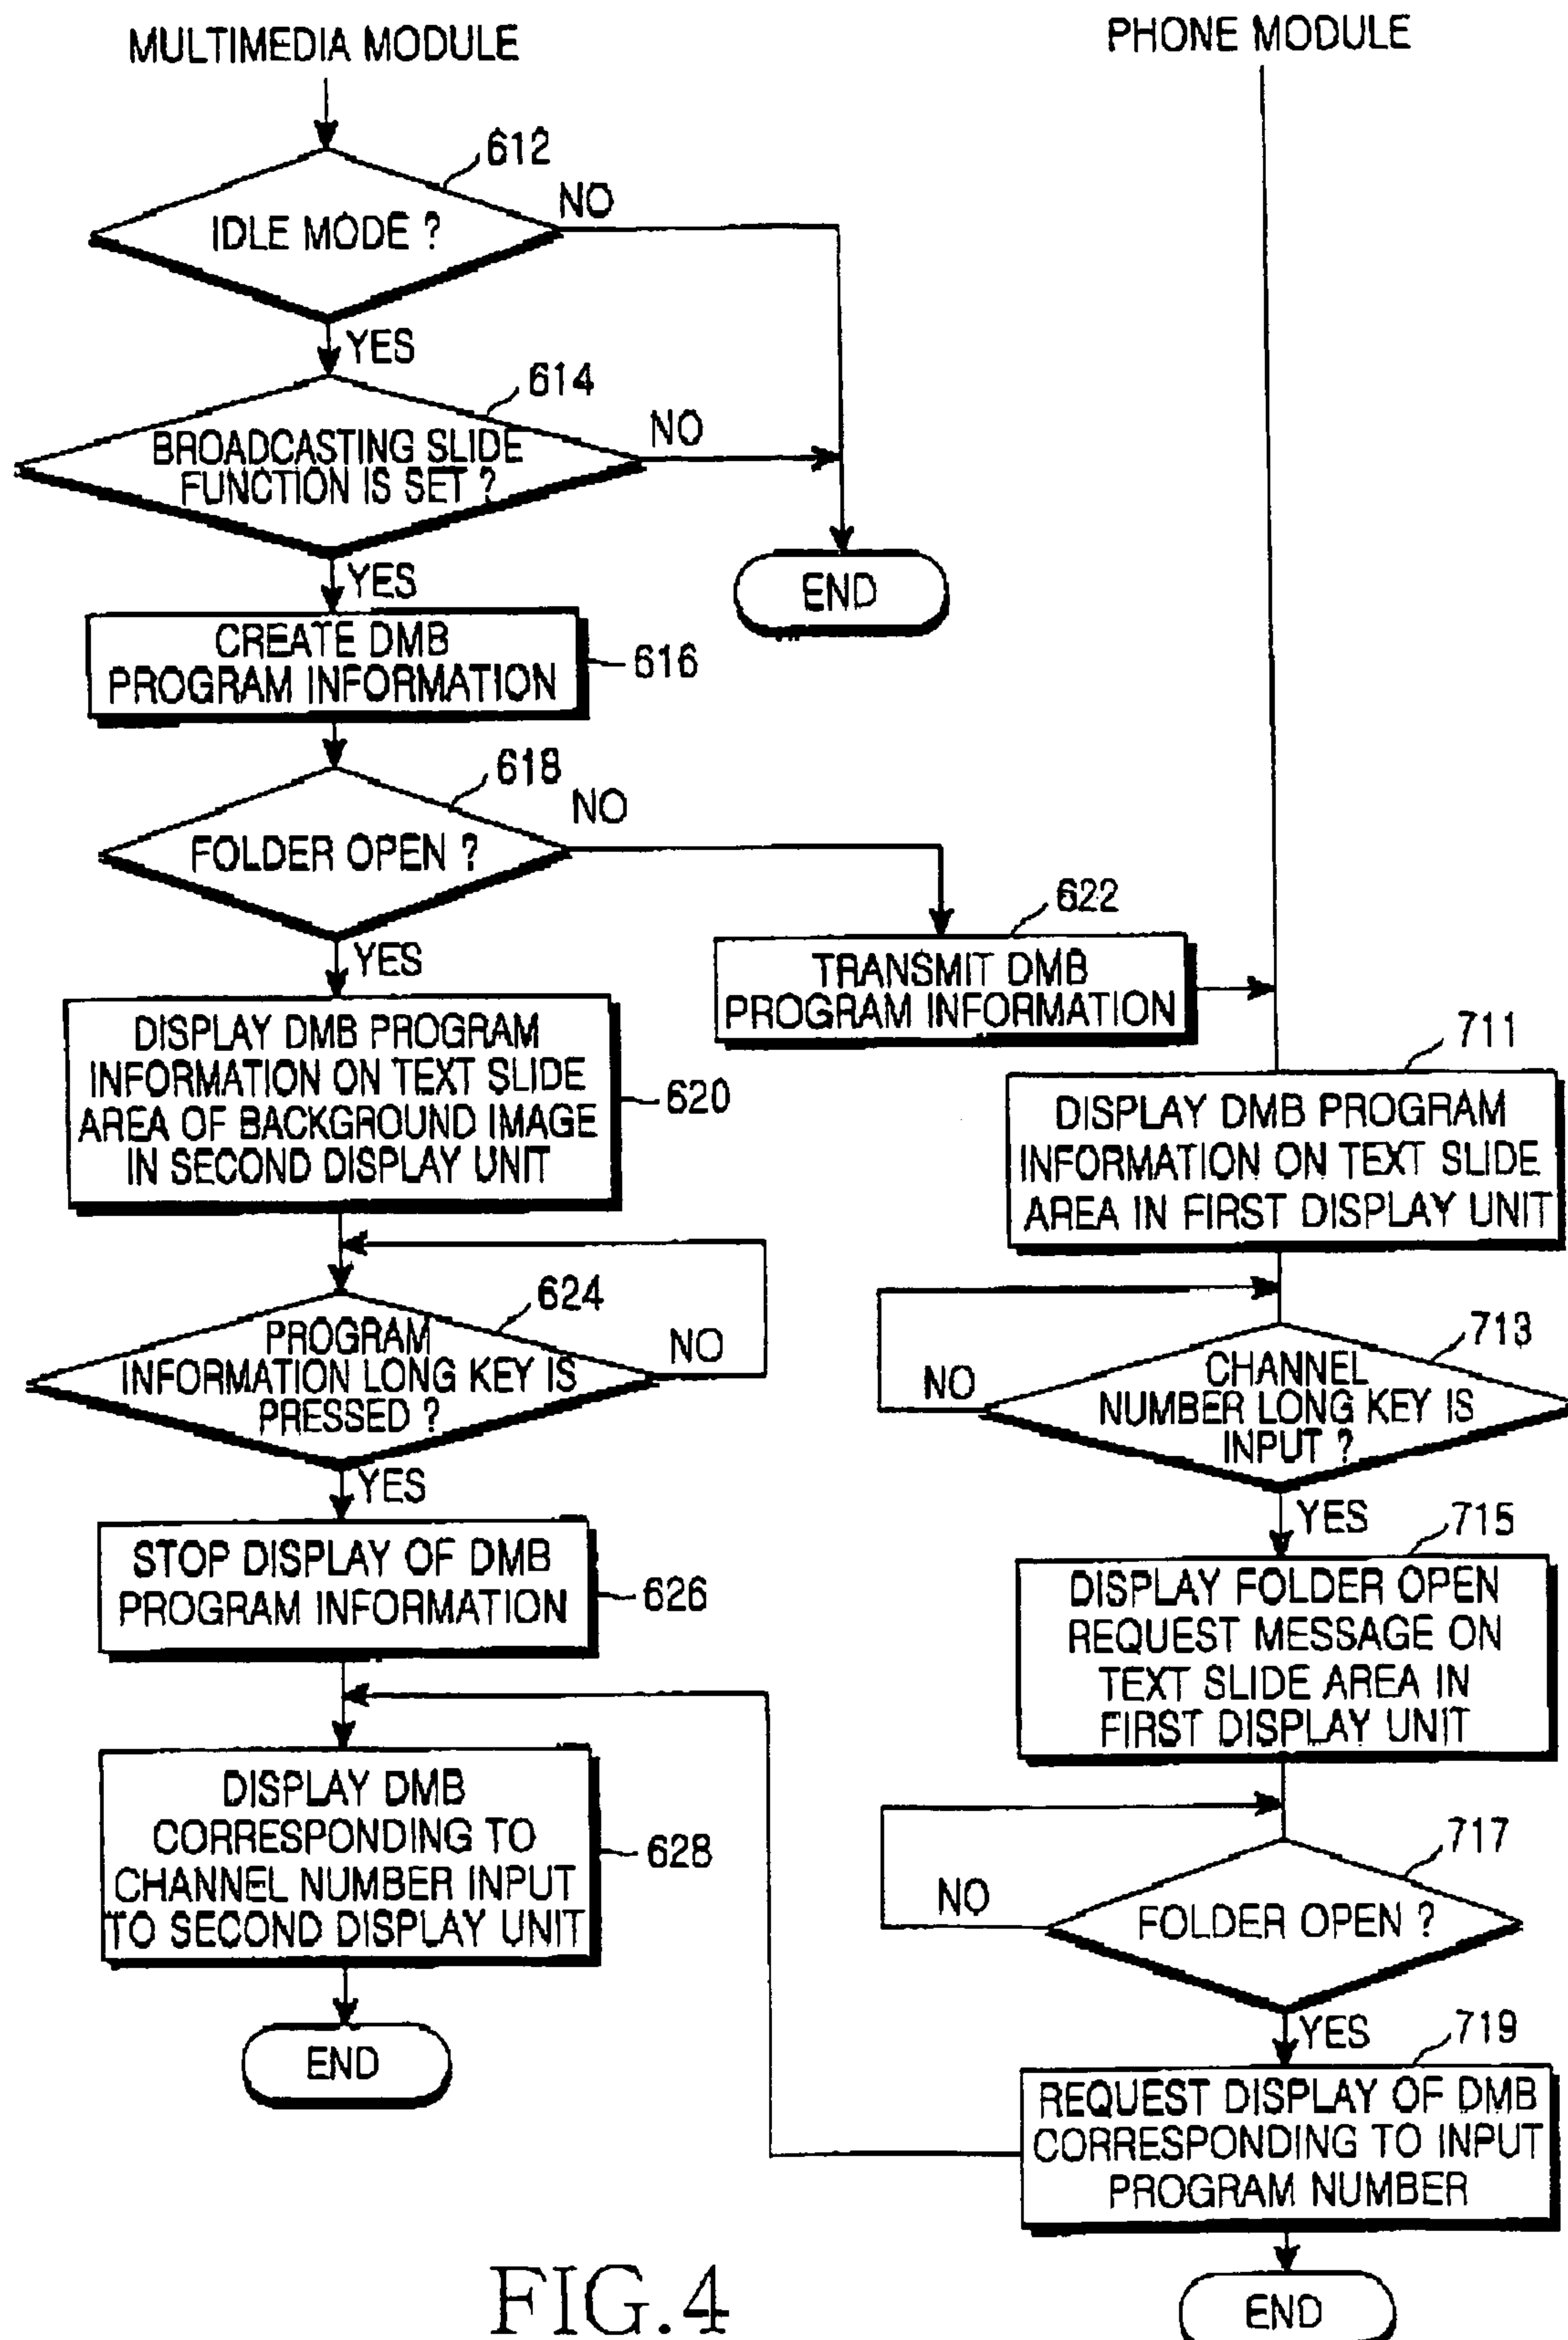 MULTIMEDIA MODULE
PHONE MODULE
612
IDLE MODE ?
NO
YES
614
BROADCASTING SLIDE
FUNCTION IS SET ?
NO
YES
END
CREATE DMB
PROGRAM INFORMATION
616
618
FOLDER OPEN ?
NO
YES
622
TRANSMIT DMB
PROGRAM INFORMATION
DISPLAY DMB PROGRAM
INFORMATION ON TEXT SLIDE
AREA OF BACKGROUND IMAGE
IN SECOND DISPLAY UNIT
620
711
DISPLAY DMB PROGRAM
INFORMATION ON TEXT SLIDE
AREA IN FIRST DISPLAY UNIT
624
PROGRAM
INFORMATION LONG KEY IS
PRESSED ?
NO
YES
713
CHANNEL
NUMBER LONG KEY IS
INPUT ?
NO
YES
STOP DISPLAY OF DMB
PROGRAM INFORMATION
626
715
DISPLAY FOLDER OPEN
REQUEST MESSAGE ON
TEXT SLIDE AREA IN
FIRST DISPLAY UNIT
DISPLAY DMB
CORRESPONDING TO
CHANNEL NUMBER INPUT
TO SECOND DISPLAY UNIT
628
717
FOLDER OPEN ?
NO
YES
END
719
REQUEST DISPLAY OF DMB
CORRESPONDING TO INPUT
PROGRAM NUMBER
END
FIG.4